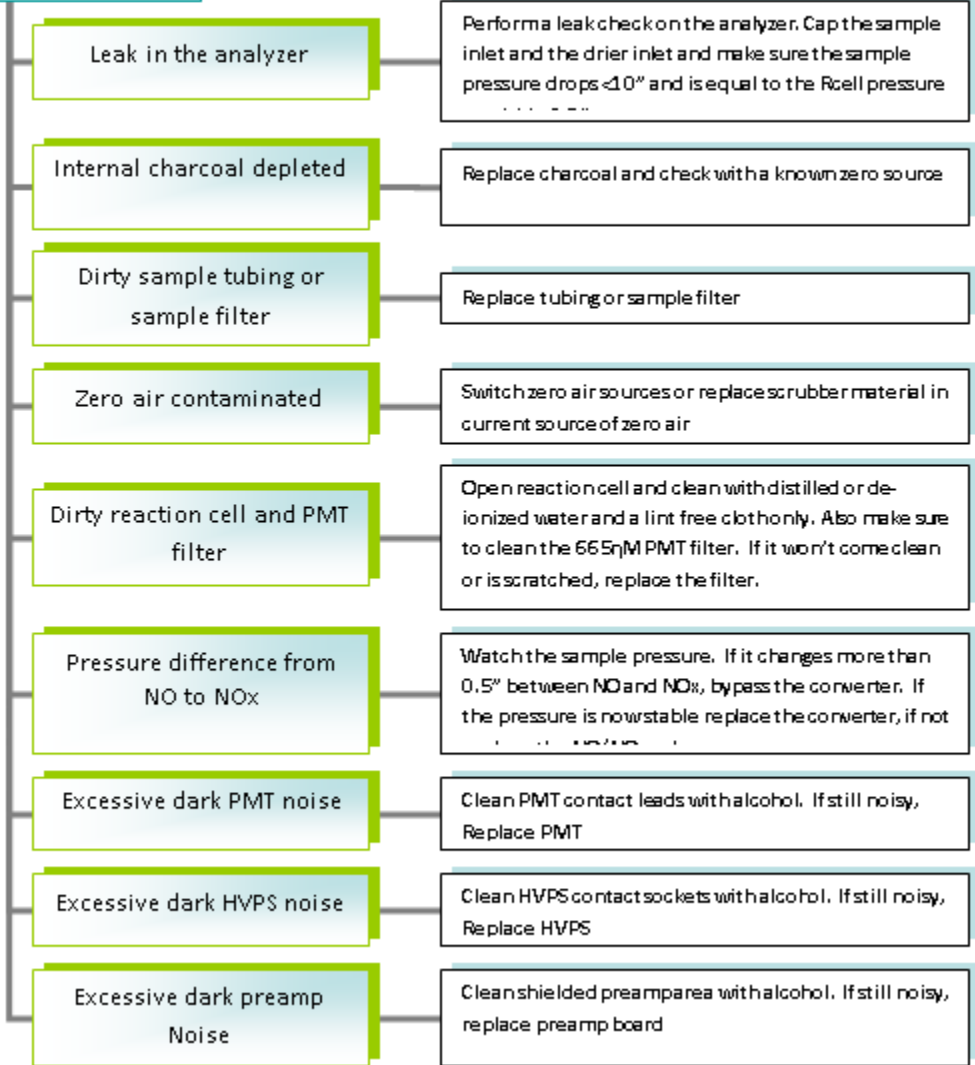 Leak in the analyzer
Perform a leak check on the analyzer. Cap the sample
inlet and the drier inlet and make sure the sample
pressure drops <10" and is equal to the Rcell pressure
Internal charcoal depleted
Replace charcoal and check with a known zero source
Dirty sample tubing or
sample filter
Replace tubing or sample filter
Zero air contaminated
Switch zero air sources or replace scrubber material in
current source of zero air
Dirty reaction cell and PMT
filter
Open reaction cell and clean with distilled or de-
ionized water and a lint free cloth only. Also make sure
to clean the 665ηM PMT filter. If it won't come clean
or is scratched, replace the filter.
Pressure difference from
NO to NOx
Watch the sample pressure. If it changes more than
0.5" between NO and NOx, bypass the converter. If
the pressure is now stable replace the converter, if not
Excessive dark PMT noise
Clean PMT contact leads with alcohol. If still noisy,
Replace PMT
Excessive dark HVPS noise
Clean HVPS contact sockets with alcohol. If still noisy,
Replace HVPS
Excessive dark preamp
Noise
Clean shielded preamp area with alcohol. If still noisy,
replace preamp board